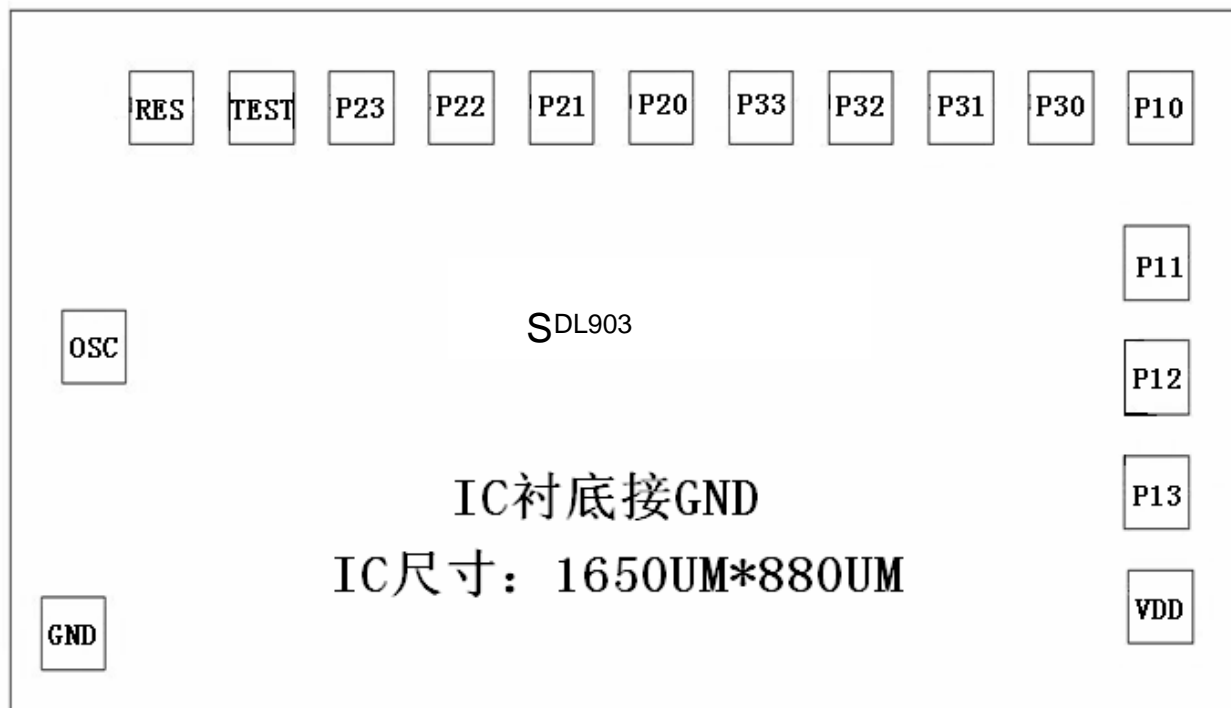 RES TEST P23 P22 P21 P20 P33 P32 P31 P30 P10
P11
SDL903
OSC
P12
IC衬底接GND
P13
IC尺寸：1650UM*880UM
VDD
GND